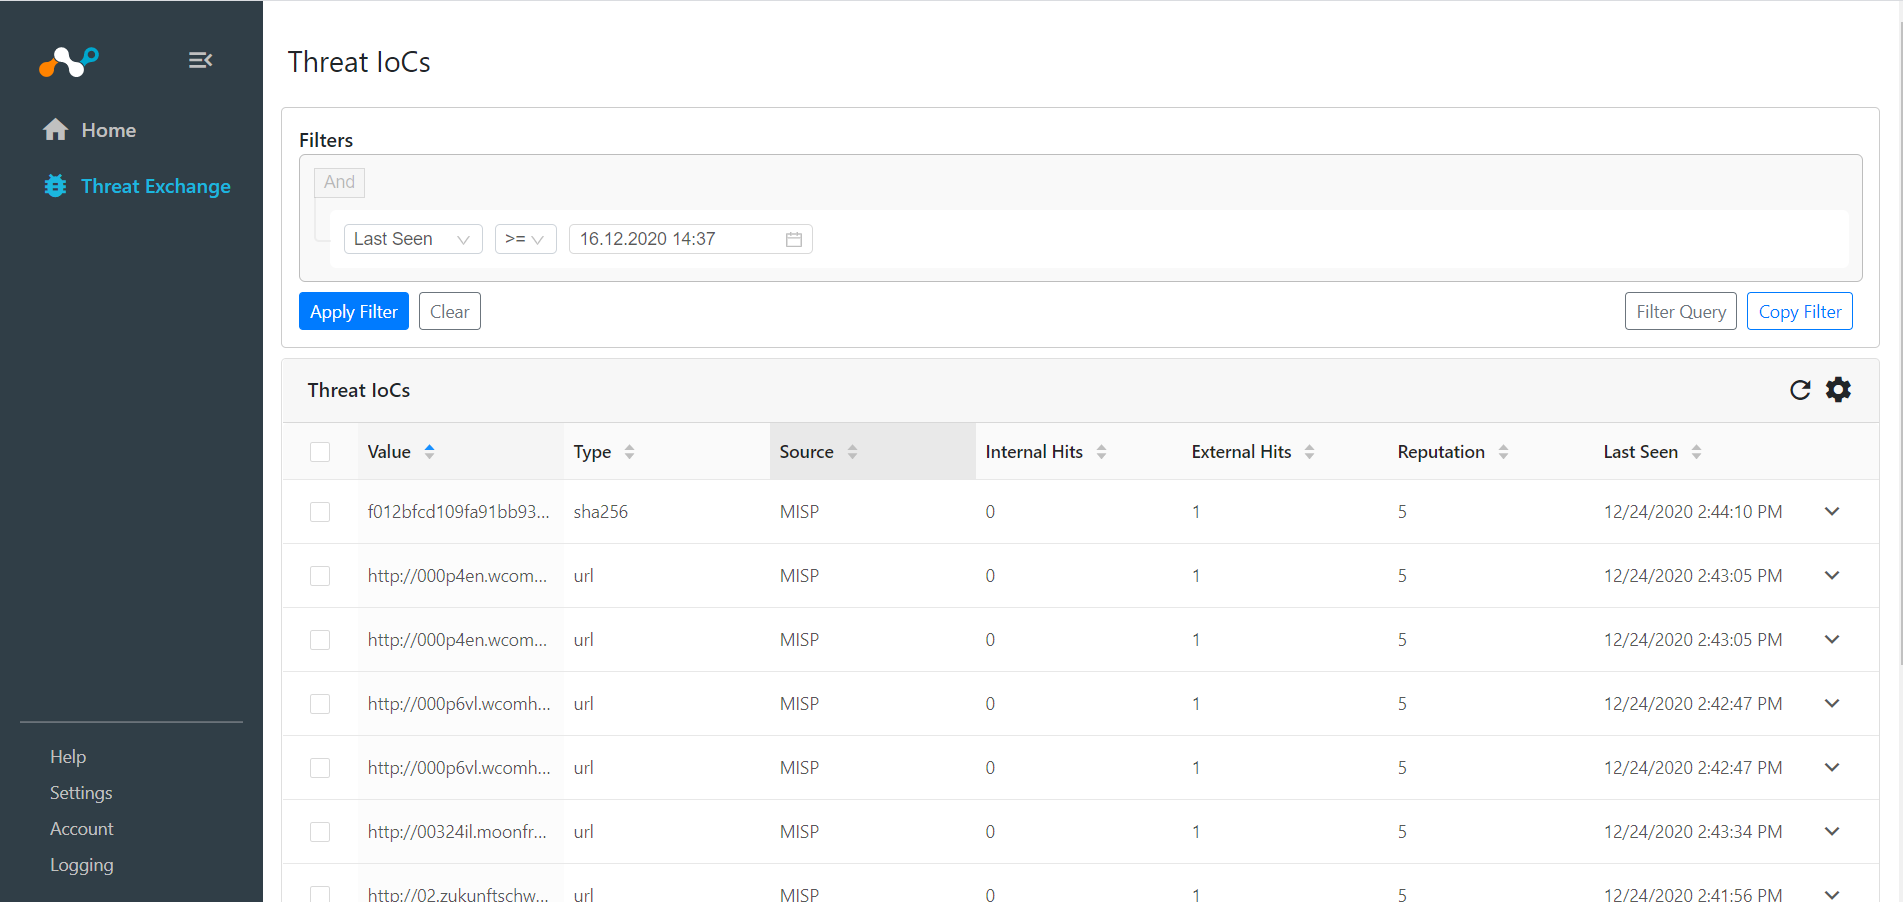 Home
Threat Exchange
Help
Settings
Account
Logging
Threat IoCs
Filters
And
Last Seen >= 16.12.2020 14:37
Apply Filter Clear Filter Query Copy Filter
Threat IoCs
Value Type Source Internal Hits External Hits Reputation Last Seen
f012bfcd109fa91bb93... sha256 MISP 0 1 5 12/24/2020 2:44:10 PM
http://000p4en.wcom... url MISP 0 1 5 12/24/2020 2:43:05 PM
http://000p4en.wcom... url MISP 0 1 5 12/24/2020 2:43:05 PM
http://000p6vl.wcomh... url MISP 0 1 5 12/24/2020 2:42:47 PM
http://000p6vl.wcomh... url MISP 0 1 5 12/24/2020 2:42:47 PM
http://00324il.moonfr... url MISP 0 1 5 12/24/2020 2:43:34 PM
http://02.zukunftschw... url MISP 0 1 5 12/24/2020 2:41:56 PM